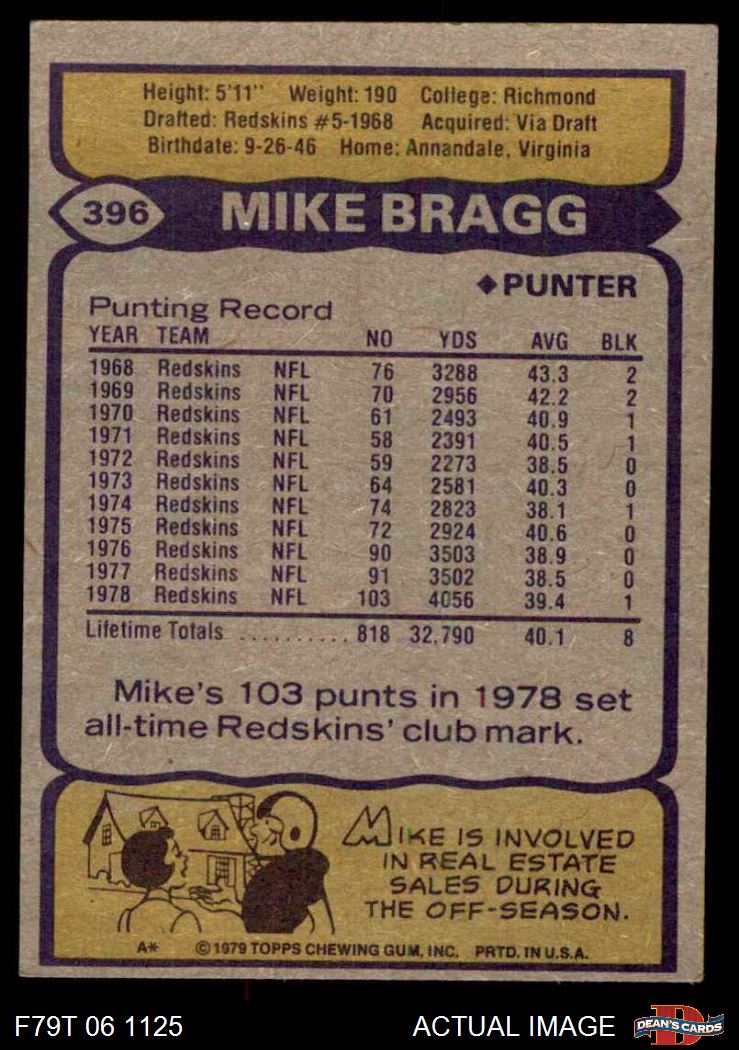 Height: 5'11" Weight: 190 College: Richmond
Drafted: Redskins #5-1968 Acquired: Via Draft
Birthdate: 9-26-46 Home: Annandale, Virginia
396 MIKE BRAGG
◆PUNTER
Punting Record
YEAR TEAM NO YDS AVG BLK
1968 Redskins NFL 76 3288 43.3 2
1969 Redskins NFL 70 2956 42.2 2
1970 Redskins NFL 61 2493 40.9 1
1971 Redskins NFL 58 2391 40.5 1
1972 Redskins NFL 59 2273 38.5 0
1973 Redskins NFL 64 2581 40.3 0
1974 Redskins NFL 74 2823 38.1 1
1975 Redskins NFL 72 2924 40.6 0
1976 Redskins NFL 90 3503 38.9 0
1977 Redskins NFL 91 3502 38.5 0
1978 Redskins NFL 103 4056 39.4 1
Lifetime Totals .......... 818 32,790 40.1 8
Mike's 103 punts in 1978 set
all-time Redskins' club mark.
MIKE IS INVOLVED
IN REAL ESTATE
SALES DURING
THE OFF-SEASON.
A* © 1979 TOPPS CHEWING GUM, INC. PRTD. IN U.S.A.
F79T 06 1125 ACTUAL IMAGE D DEAN'S CARDS